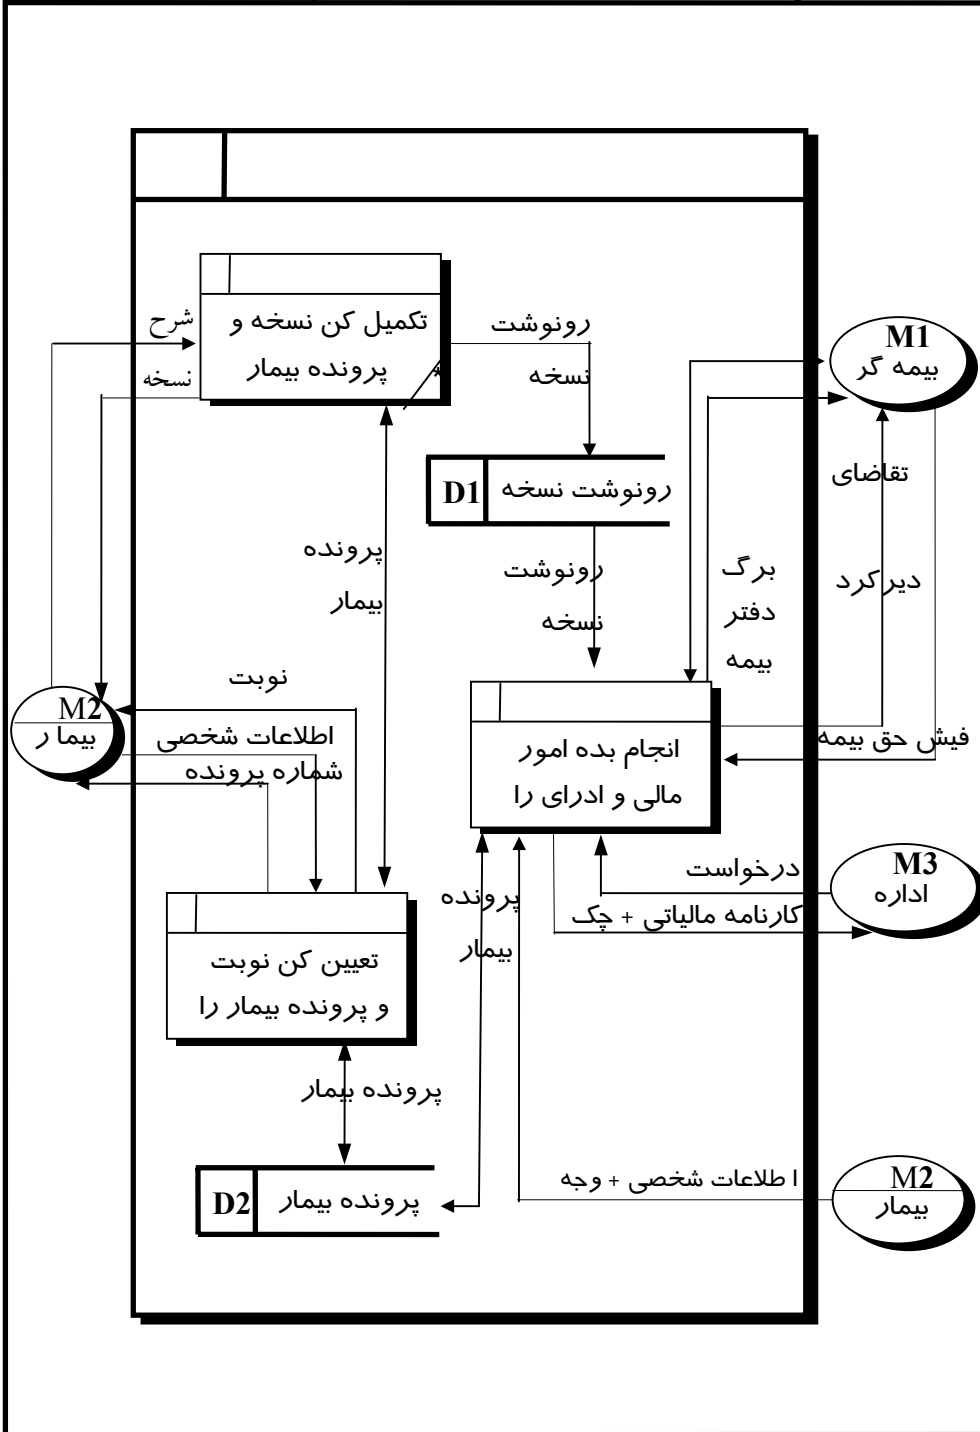 تکمیل کن نسخه و
پرونده بیمار
*
شرح
نسخه
رونوشت
نسخه
M1
بیمه گر
D1
رونوشت نسخه
تقاضای
دیرکرد
پرونده
بیمار
رونوشت
نسخه
برگ
دفتر
بیمه
M2
بیما ر
نوبت
اطلاعات شخصی
شماره پرونده
انجام بده امور
مالی و ادرای را
فیش حق بیمه
M3
اداره
درخواست
کارنامه مالیاتی + چک
پرونده
بیمار
تعیین کن نوبت
و پرونده بیمار را
پرونده بیمار
D2
پرونده بیمار
ا طلاعات شخصی + وجه
M2
بیمار